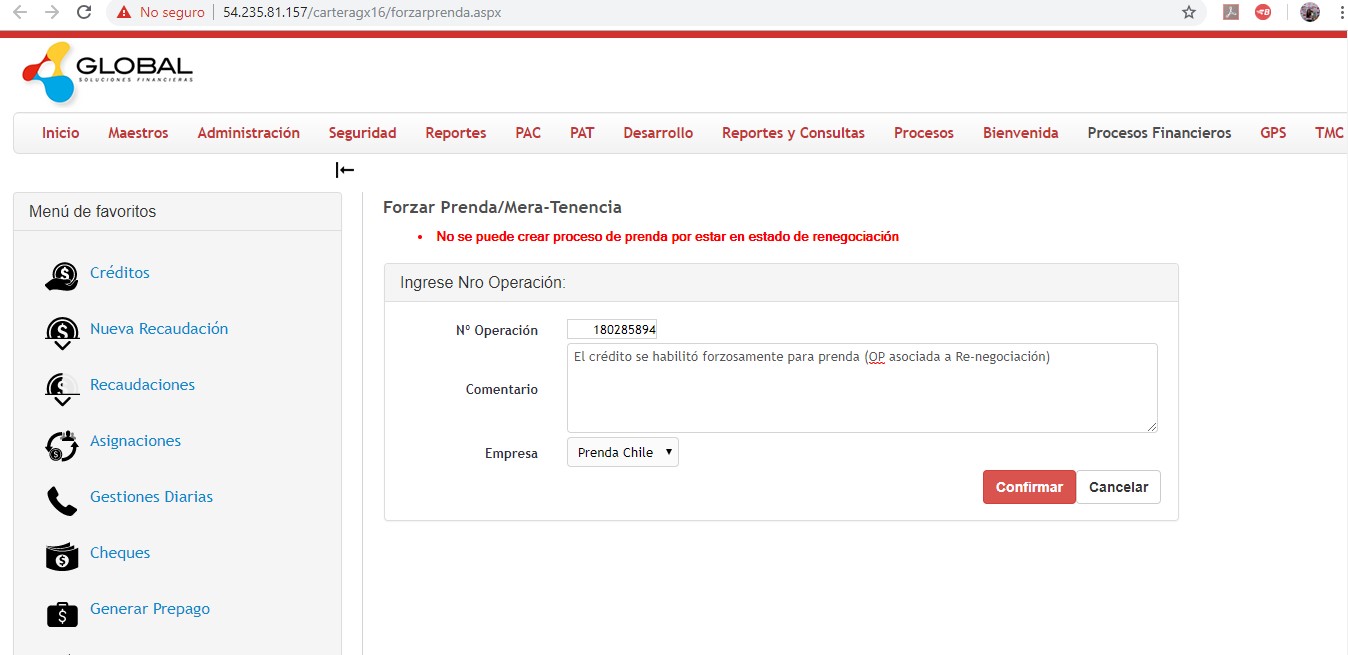 No seguro | 54.235.81.157/carteragx16/forzarprenda.aspx
GLOBAL
SOLUCIONES FINANCIERAS
Inicio Maestros Administración Seguridad Reportes PAC PAT Desarrollo Reportes y Consultas Procesos Bienvenida Procesos Financieros GPS TMC
Menú de favoritos
Créditos
Nueva Recaudación
Recaudaciones
Asignaciones
Gestiones Diarias
Cheques
Generar Prepago
Forzar Prenda/Mera-Tenencia
• No se puede crear proceso de prenda por estar en estado de renegociación
Ingrese Nro Operación:
Nº Operación 180285894
Comentario El crédito se habilitó forzosamente para prenda (OP asociada a Re-negociación)
Empresa Prenda Chile
Confirmar Cancelar